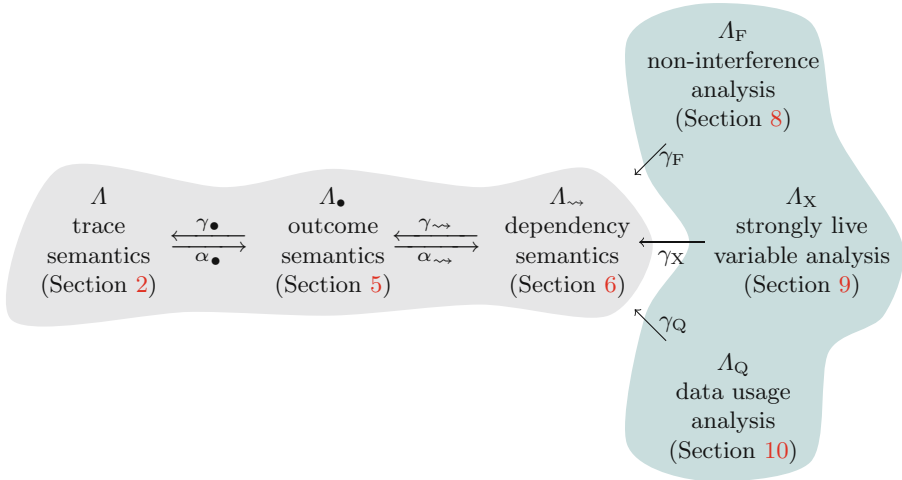 Λ_F
non-interference
analysis
(Section 8)
γ_F
Λ
trace
semantics
(Section 2)
γ_●
α_●
Λ_●
outcome
semantics
(Section 5)
γ_⇝
α_⇝
Λ_⇝
dependency
semantics
(Section 6)
γ_X
Λ_X
strongly live
variable analysis
(Section 9)
γ_Q
Λ_Q
data usage
analysis
(Section 10)